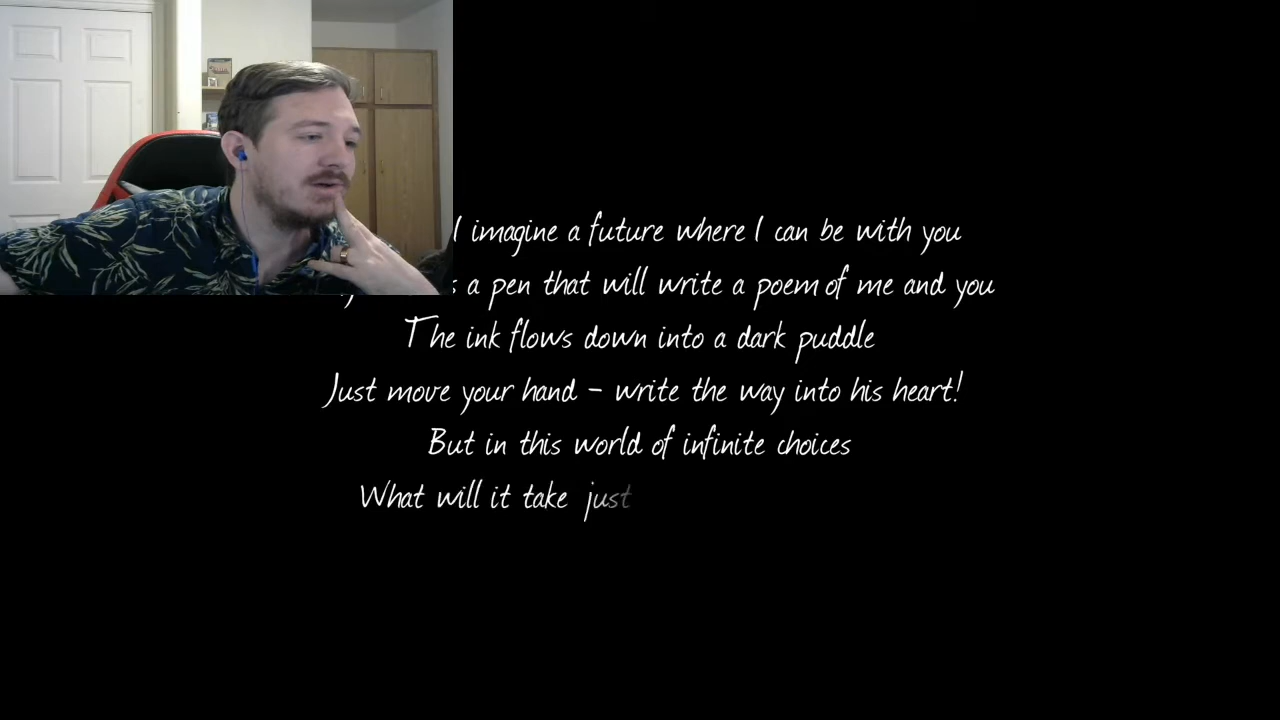 I imagine a future where I can be with you
s a pen that will write a poem of me and you
The ink flows down into a dark puddle
Just move your hand – write the way into his heart!
But in this world of infinite choices
What will it take just